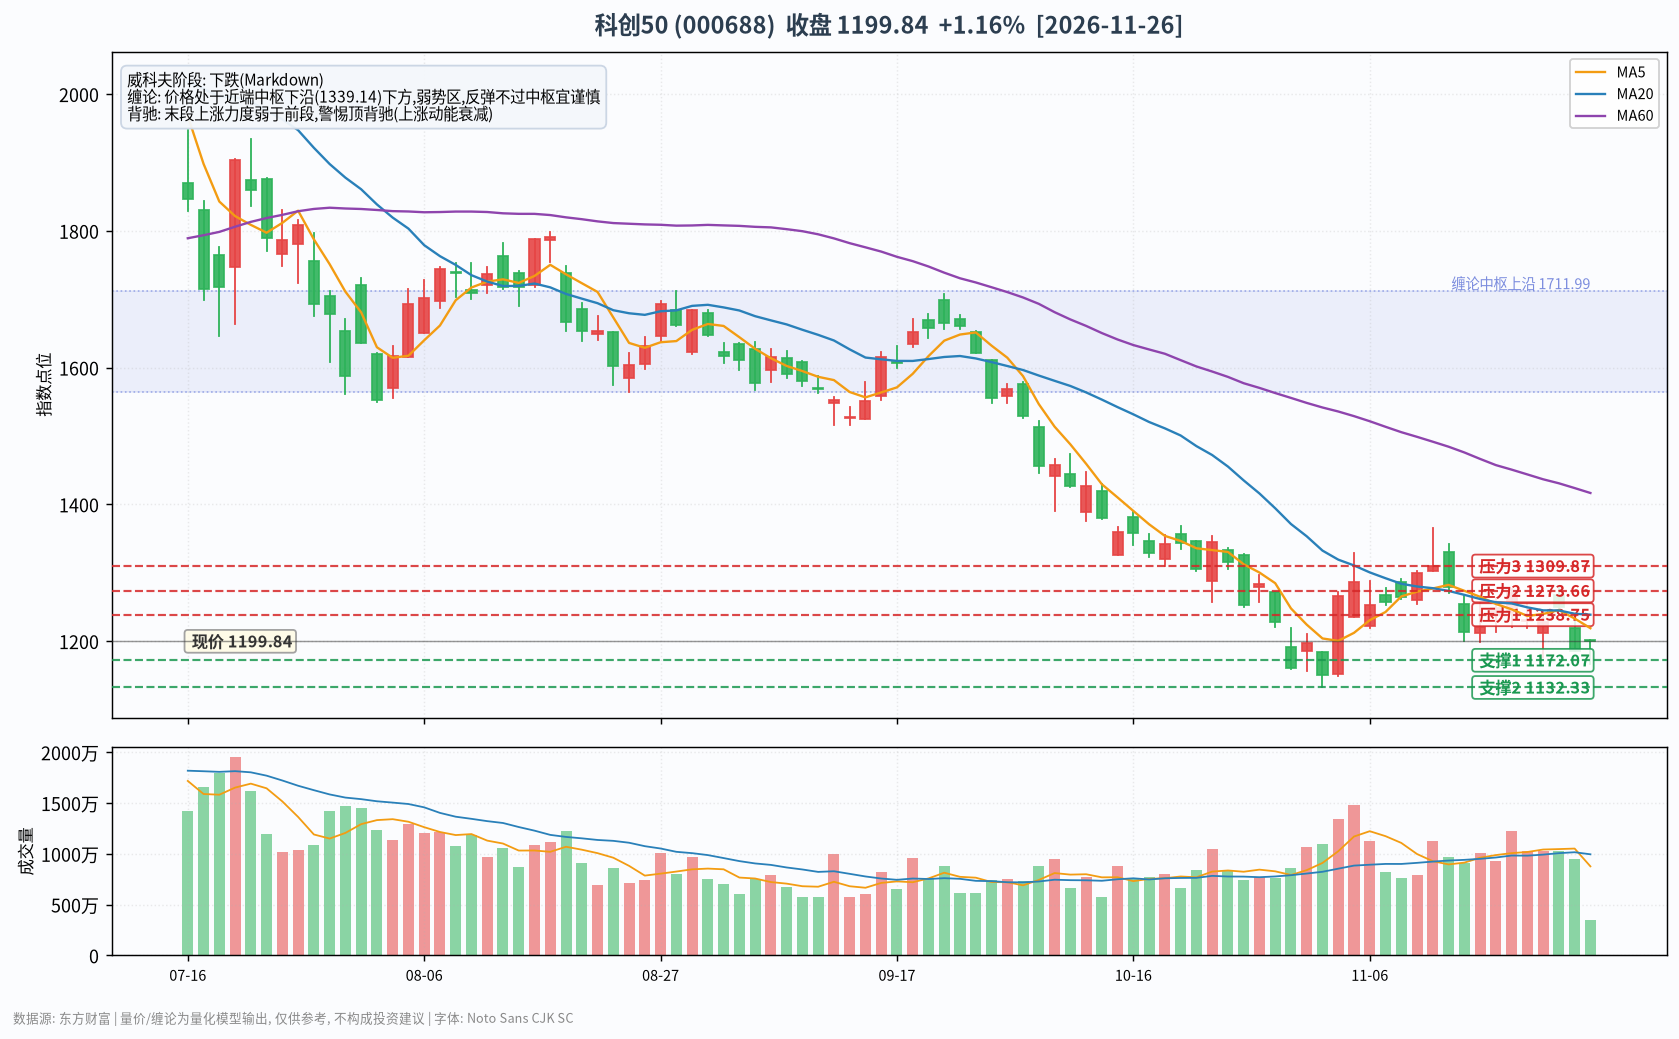 科创50 (000688)  收盘 1199.84  +1.16%  [2026-11-26]
威科夫阶段: 下跌(Markdown)
缠论: 价格处于近端中枢下沿(1339.14)下方,弱势区,反弹不过中枢宜谨慎
背驰: 末段上涨力度弱于前段,警惕顶背驰(上涨动能衰减)
MA5
MA20
MA60
指数点位
2000
1800
1600
1400
1200
缠论中枢上沿 1711.99
压力3 1309.87
压力2 1273.66
压力1 1238.75
现价 1199.84
支撑1 1172.07
支撑2 1132.33
成交量
2000万
1500万
1000万
500万
0
07-16
08-06
08-27
09-17
10-16
11-06
数据源: 东方财富 | 量价/缠论为量化模型输出, 仅供参考, 不构成投资建议 | 字体: Noto Sans CJK SC